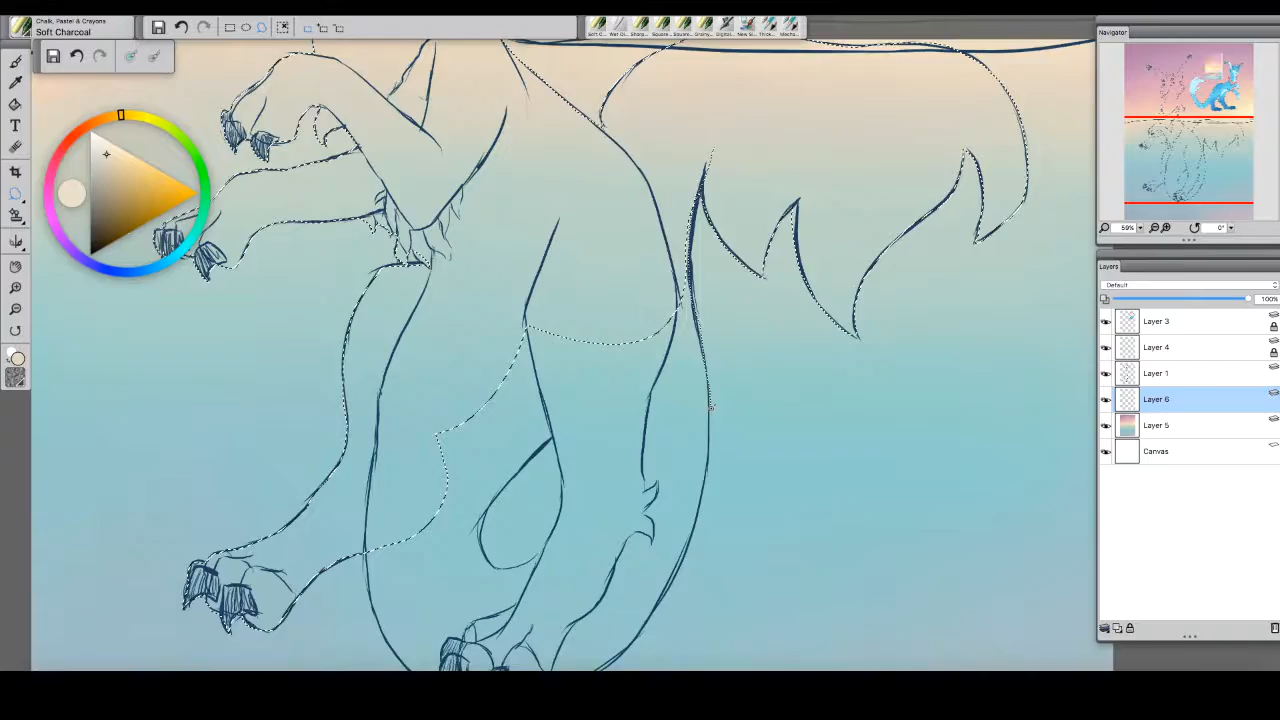 Chalk, Pastel & Crayons
Soft Charcoal
Navigator
59%
0°
Layers
Default
100%
Layer 3
Layer 4
Layer 1
Layer 6
Layer 5
Canvas